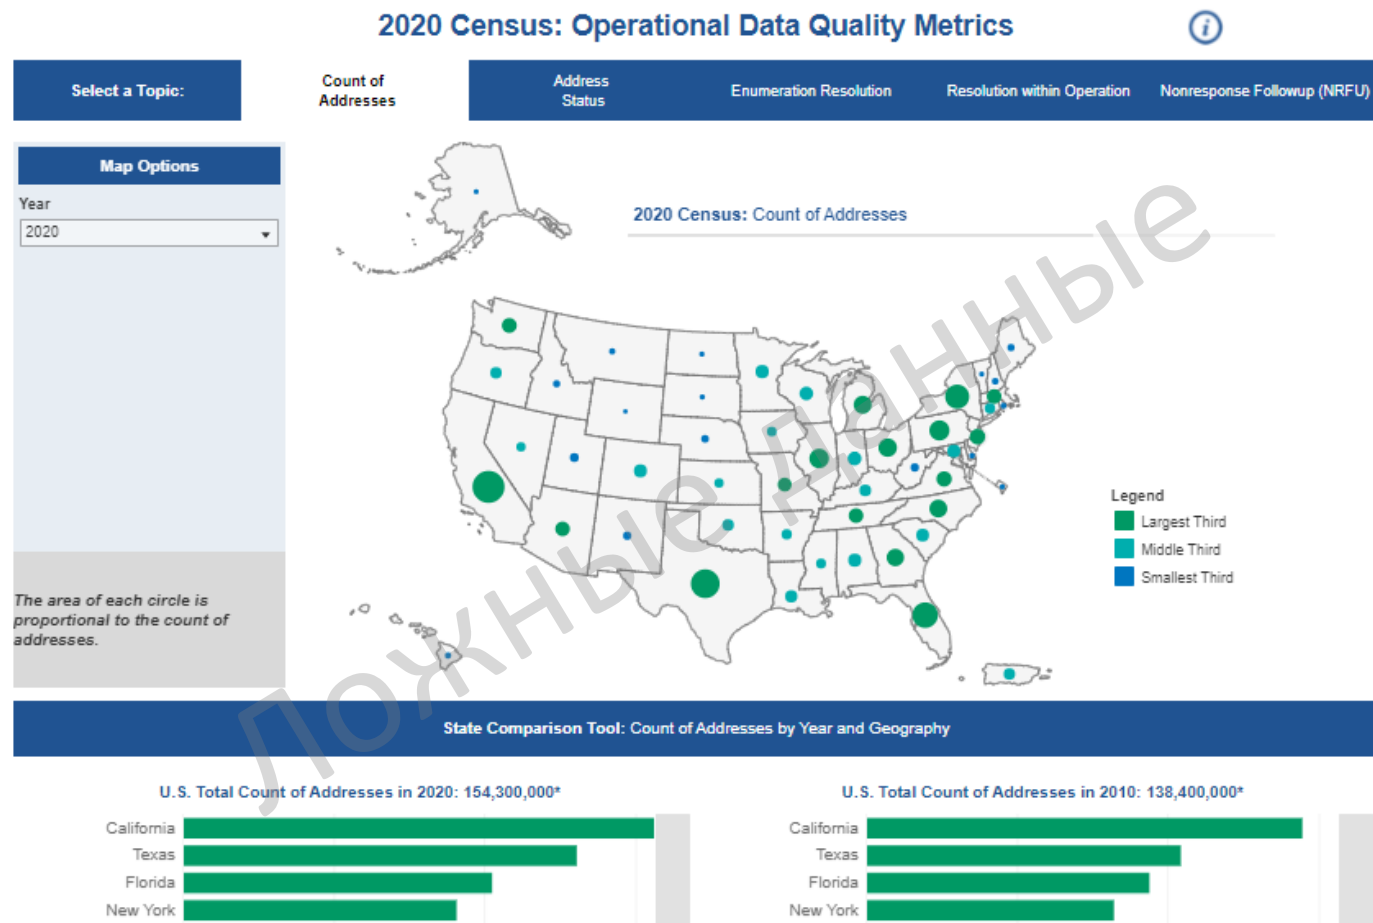 2020 Census: Operational Data Quality Metrics
i
Select a Topic:
Count of
Addresses
Address
Status
Enumeration Resolution
Resolution within Operation
Nonresponse Followup (NRFU)
Map Options
Year
2020
2020 Census: Count of Addresses
Legend
Largest Third
Middle Third
Smallest Third
The area of each circle is
proportional to the count of
addresses.
Ложные данные
State Comparison Tool: Count of Addresses by Year and Geography
U.S. Total Count of Addresses in 2020: 154,300,000*
California
Texas
Florida
New York
U.S. Total Count of Addresses in 2010: 138,400,000*
California
Texas
Florida
New York